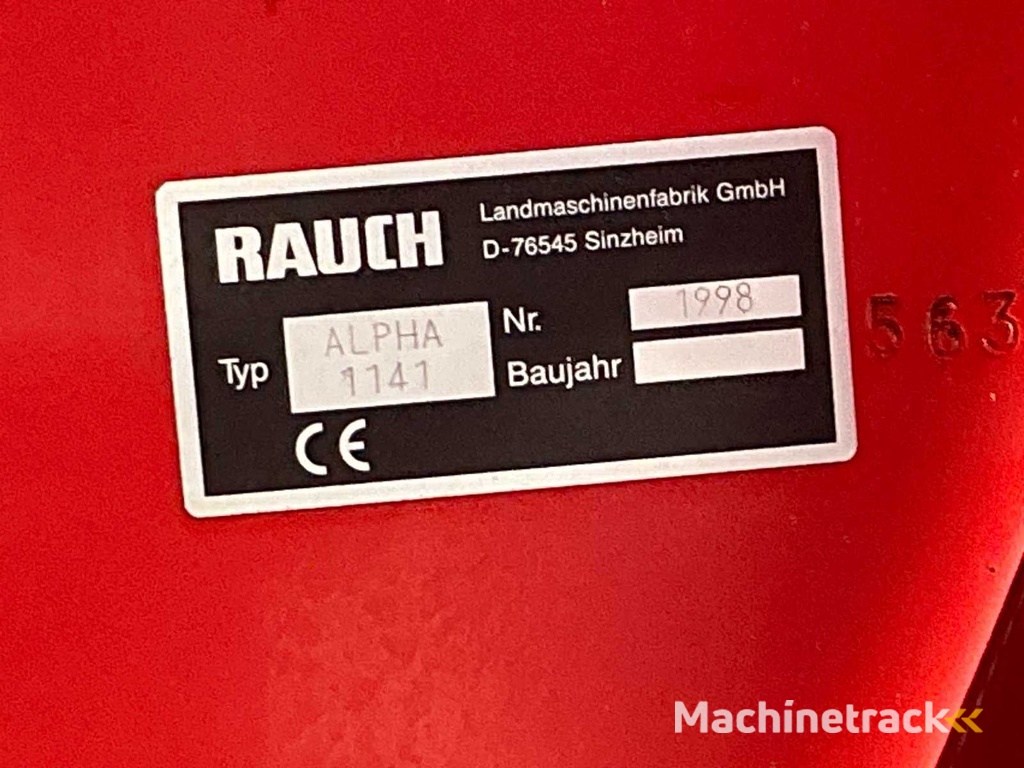 RAUCH
Landmaschinenfabrik GmbH
D-76545 Sinzheim
Typ
ALPHA
1141
Nr.
1998
Baujahr
CE
563
Machinetrack